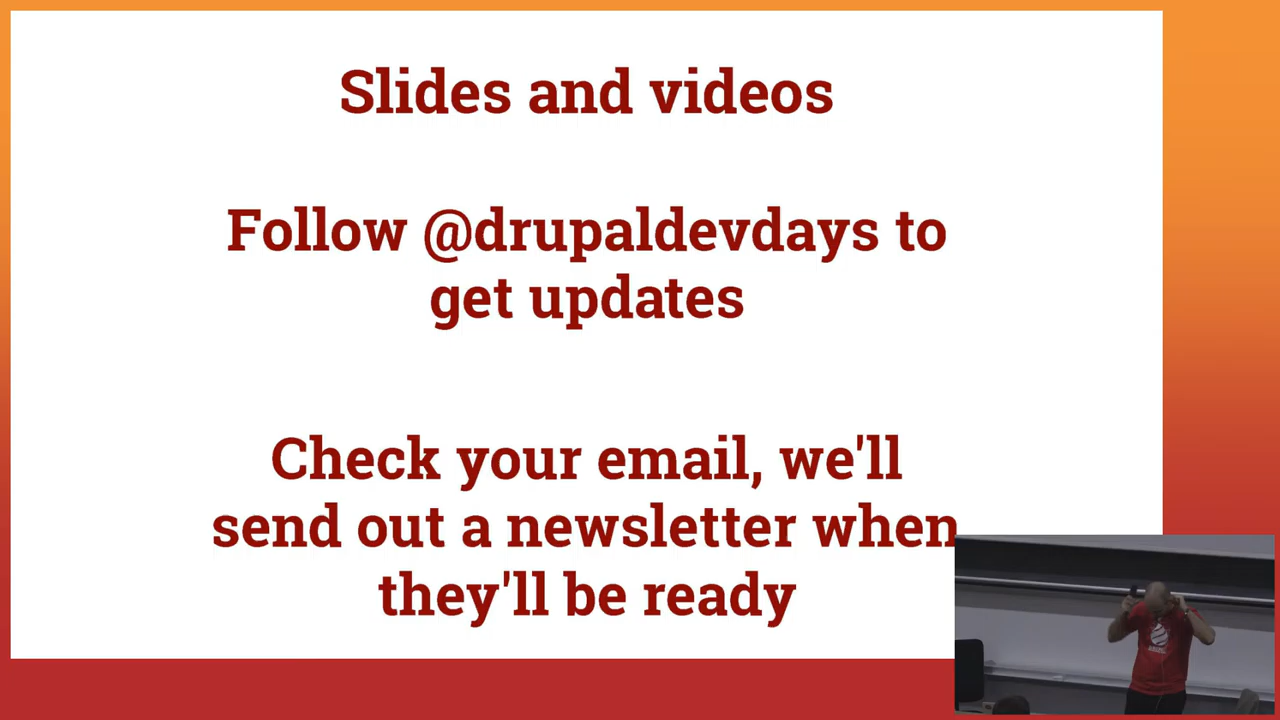 Slides and videos
Follow @drupaldevdays to
get updates
Check your email, we'll
send out a newsletter when
they'll be ready